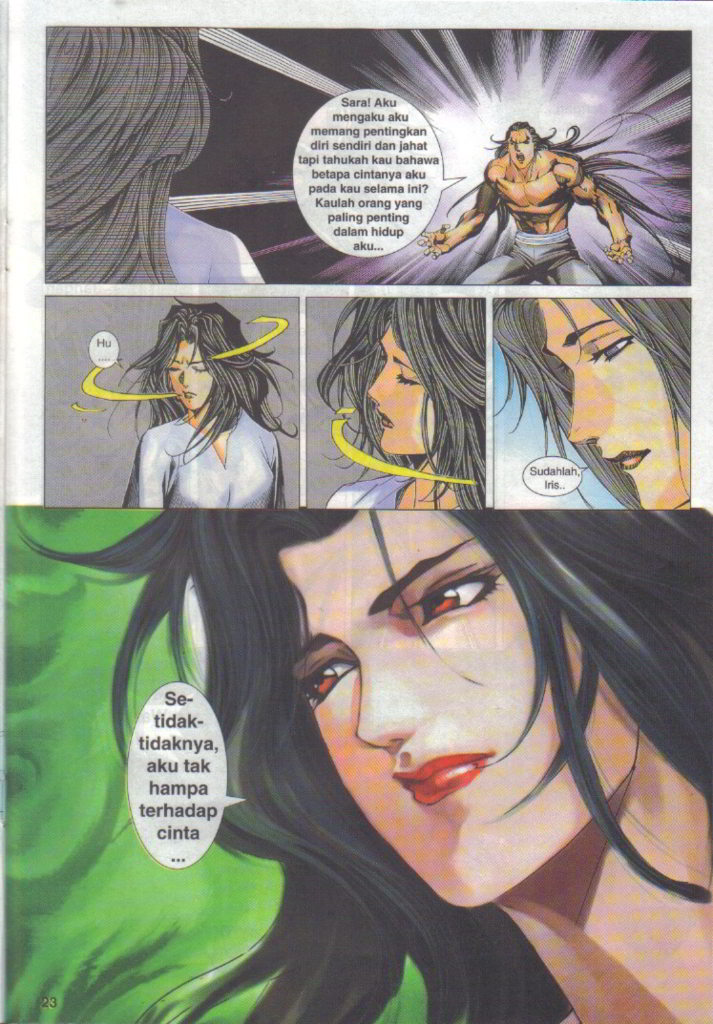 Sara! Aku
mengaku aku
memang pentingkan
diri sendiri dan jahat
tapi tahukah kau bahawa
betapa cintanya aku
pada kau selama ini?
Kaulah orang yang
paling penting
dalam hidup
aku...
Hu
....
Sudahlah,
Iris..
Se-
tidak-
tidaknya,
aku tak
hampa
terhadap
cinta
...
23